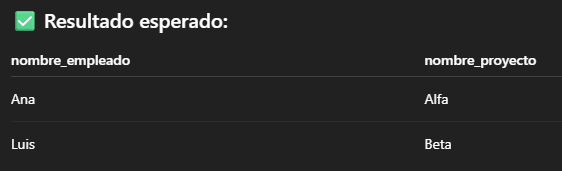 ✅ Resultado esperado:
nombre_empleado nombre_proyecto
Ana Alfa
Luis Beta